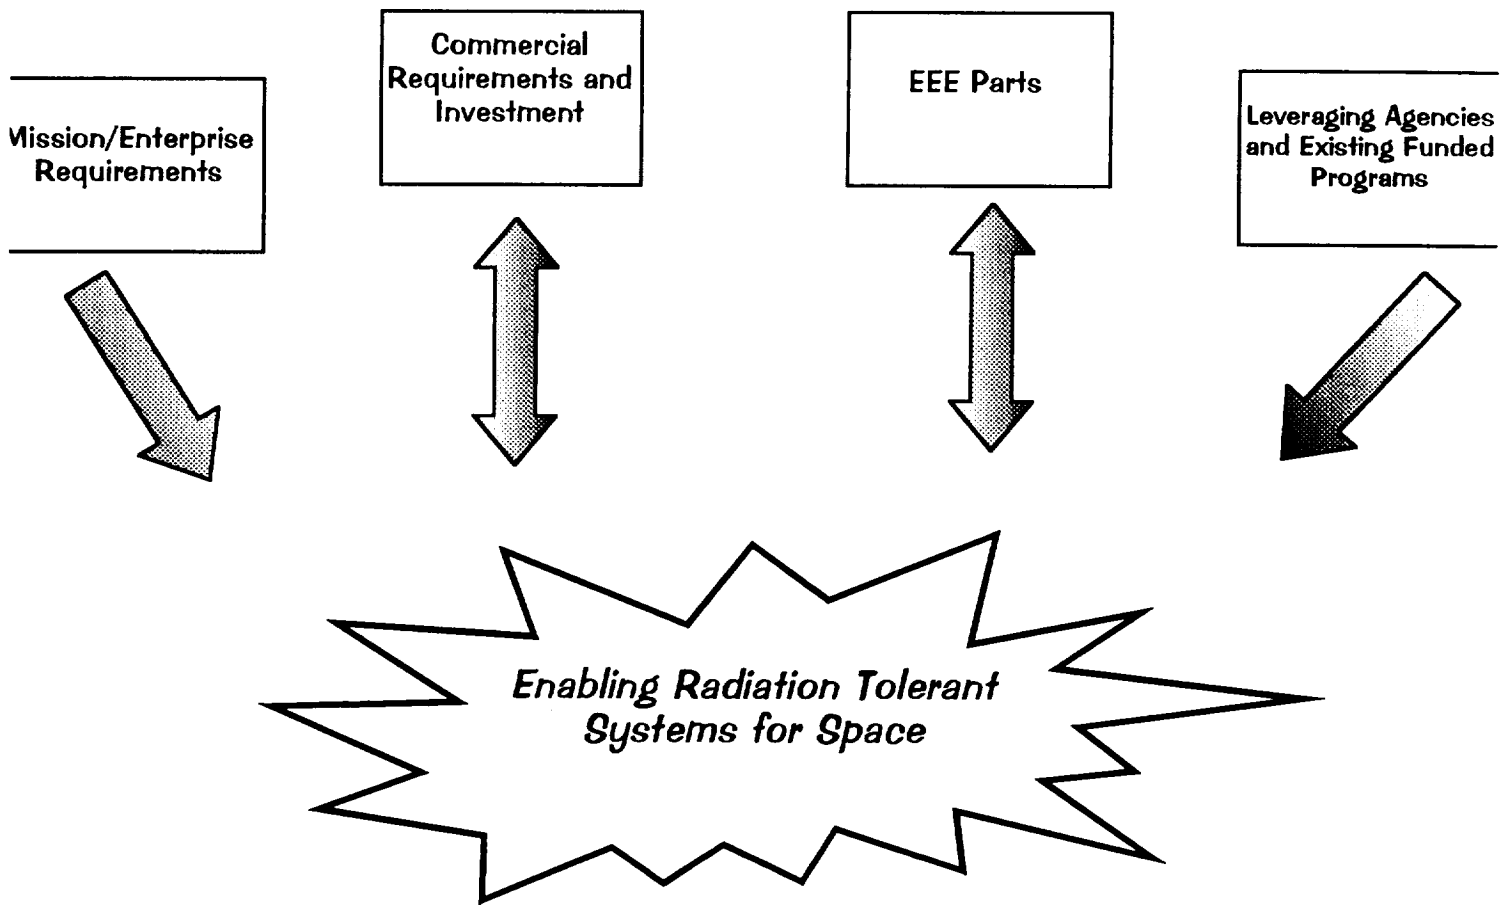 Commercial
Requirements and
Investment
EEE Parts
Mission/Enterprise
Requirements
Leveraging Agencies
and Existing Funded
Programs
Enabling Radiation Tolerant
Systems for Space